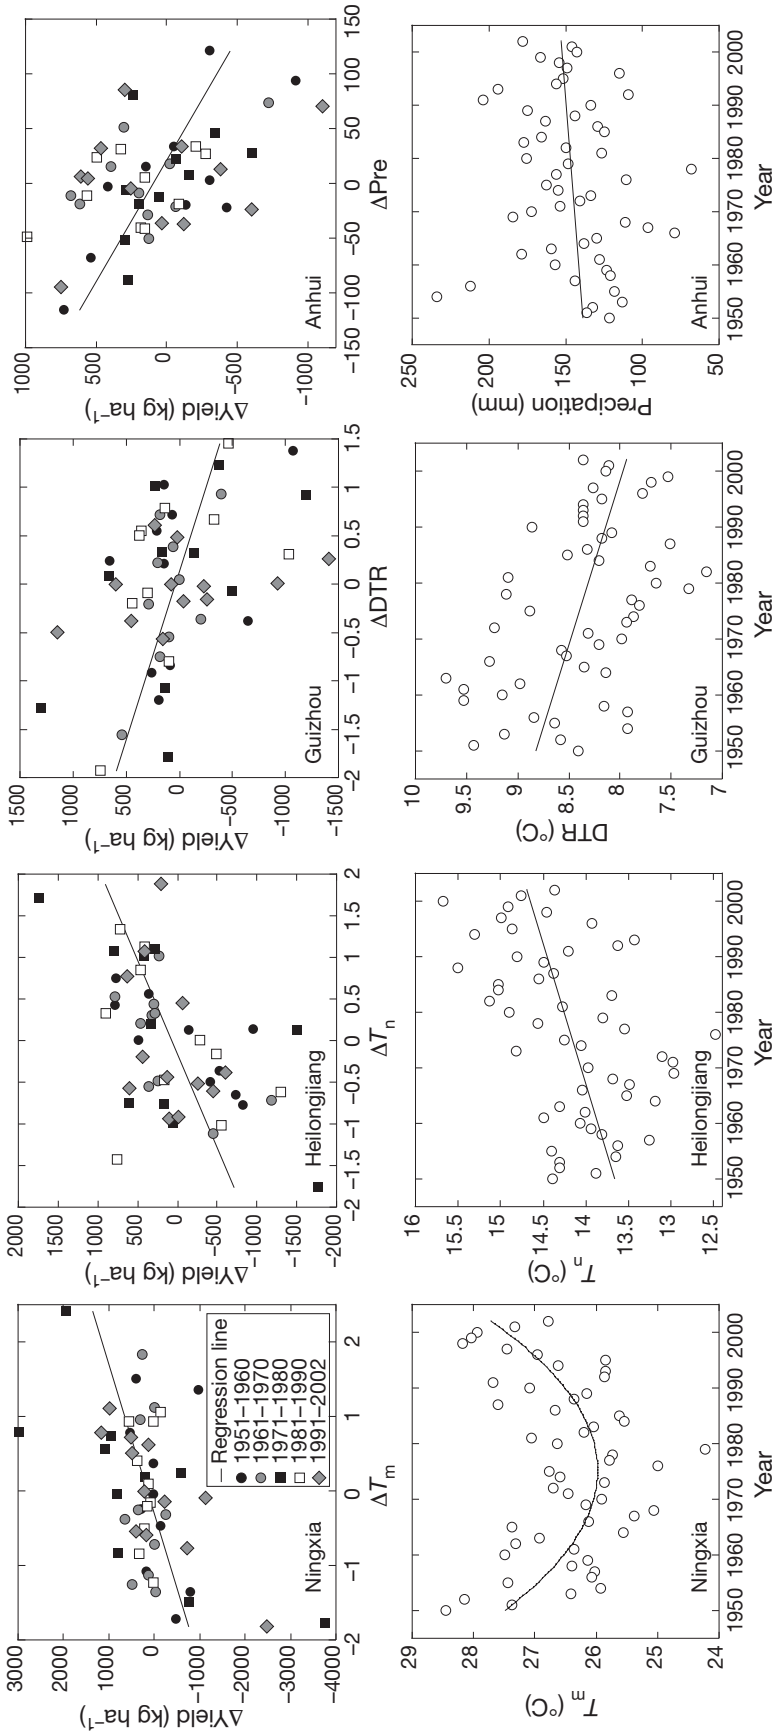 ΔYield (kg ha⁻¹)
3000
2000
1000
0
−1000
−2000
−3000
−4000
Ningxia
— Regression line
1951–1960
1961–1970
1971–1980
1981–1990
1991–2002
−2 −1 0 1 2
ΔTm
ΔYield (kg ha⁻¹)
2000
1500
1000
500
0
−500
−1000
−1500
−2000
Heilongjiang
−2 −1.5 −1 −0.5 0 0.5 1 1.5 2
ΔTn
ΔYield (kg ha⁻¹)
1500
1000
500
0
−500
−1000
−1500
Guizhou
−2 −1.5 −1 −0.5 0 0.5 1 1.5
ΔDTR
ΔYield (kg ha⁻¹)
1000
500
0
−500
−1000
Anhui
−150 −100 −50 0 50 100 150
ΔPre
Tm (°C)
29
28
27
26
25
24
Ningxia
1950 1960 1970 1980 1990 2000
Year
Tn (°C)
16
15.5
15
14.5
14
13.5
13
12.5
Heilongjiang
1950 1960 1970 1980 1990 2000
Year
DTR (°C)
10
9.5
9
8.5
8
7.5
7
Guizhou
1950 1960 1970 1980 1990 2000
Year
Precipation (mm)
250
200
150
100
50
Anhui
1950 1960 1970 1980 1990 2000
Year